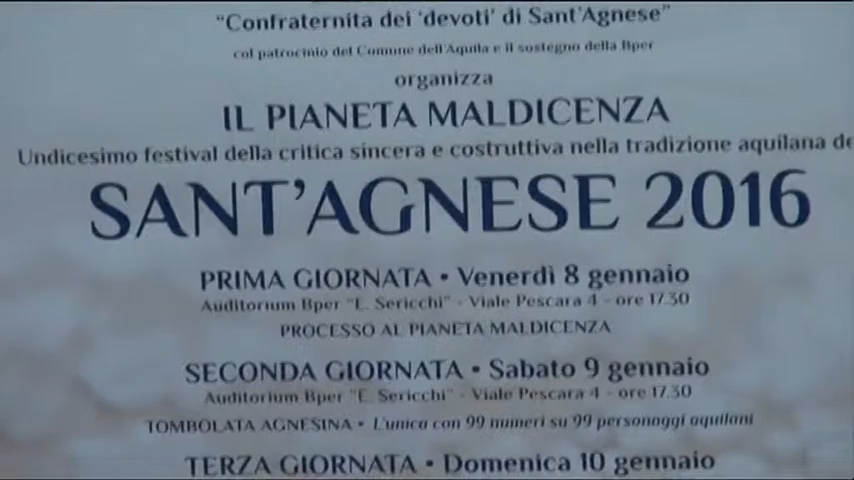 "Confraternita dei 'devoti' di Sant'Agnese"
col patrocinio del Comune dell'Aquila e il sostegno della Bper
organizza
IL PIANETA MALDICENZA
Undicesimo festival della critica sincera e costruttiva nella tradizione aquilana
SANT'AGNESE 2016
PRIMA GIORNATA • Venerdì 8 gennaio
Auditorium Bper "E. Sericchi" - Viale Pescara 4 - ore 17.30
PROCESSO AL PIANETA MALDICENZA
SECONDA GIORNATA • Sabato 9 gennaio
Auditorium Bper "E. Sericchi" - Viale Pescara 4 - ore 17.30
TOMBOLATA AGNESINA • L'unica con 99 numeri su 99 personaggi aquilani
TERZA GIORNATA • Domenica 10 gennaio